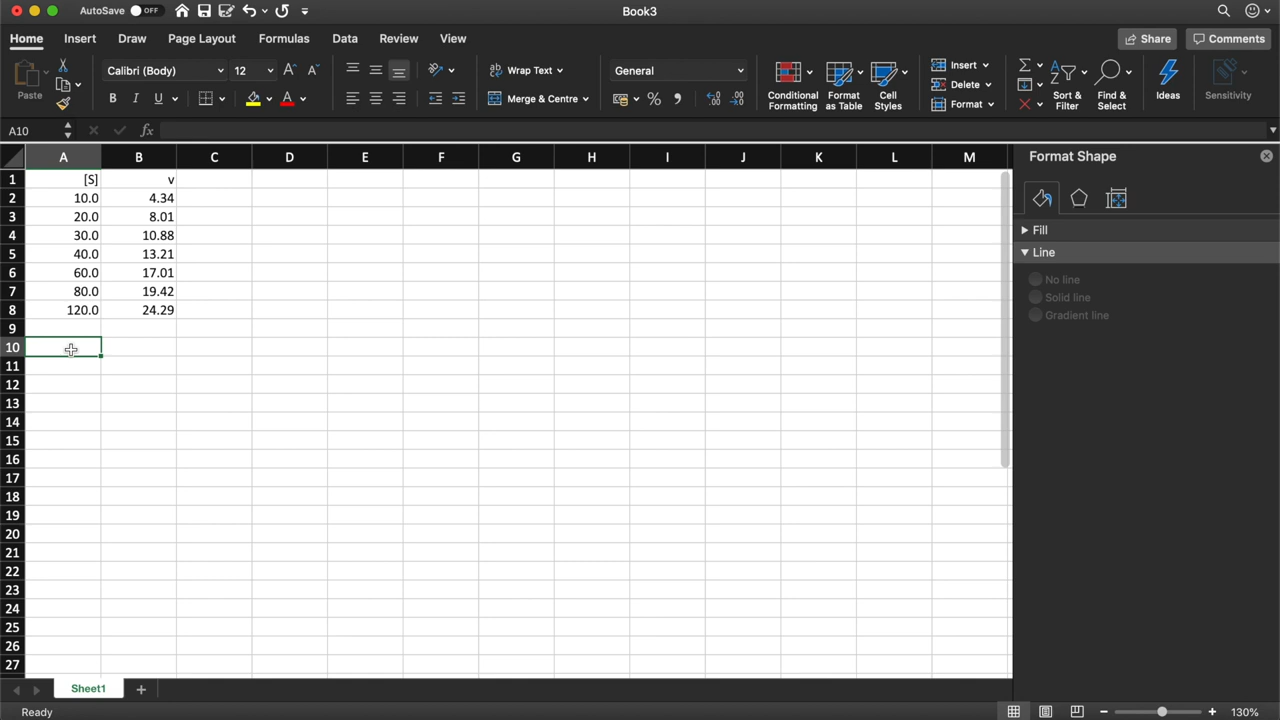 AutoSave OFF Book3
Home Insert Draw Page Layout Formulas Data Review View Share Comments
Paste Calibri (Body) 12 Wrap Text General Conditional Formatting Format as Table Cell Styles Insert Sort & Filter Find & Select Ideas Sensitivity
B I U A Merge & Centre % Delete
Format
A10 fx
A B C D E F G H I J K L M Format Shape
1 [S] v
2 10.0 4.34
3 20.0 8.01
4 30.0 10.88 Fill
5 40.0 13.21 Line
6 60.0 17.01 No line
7 80.0 19.42 Solid line
8 120.0 24.29 Gradient line
9
10
11
12
13
14
15
16
17
18
19
20
21
22
23
24
25
26
27
Sheet1
Ready 130%